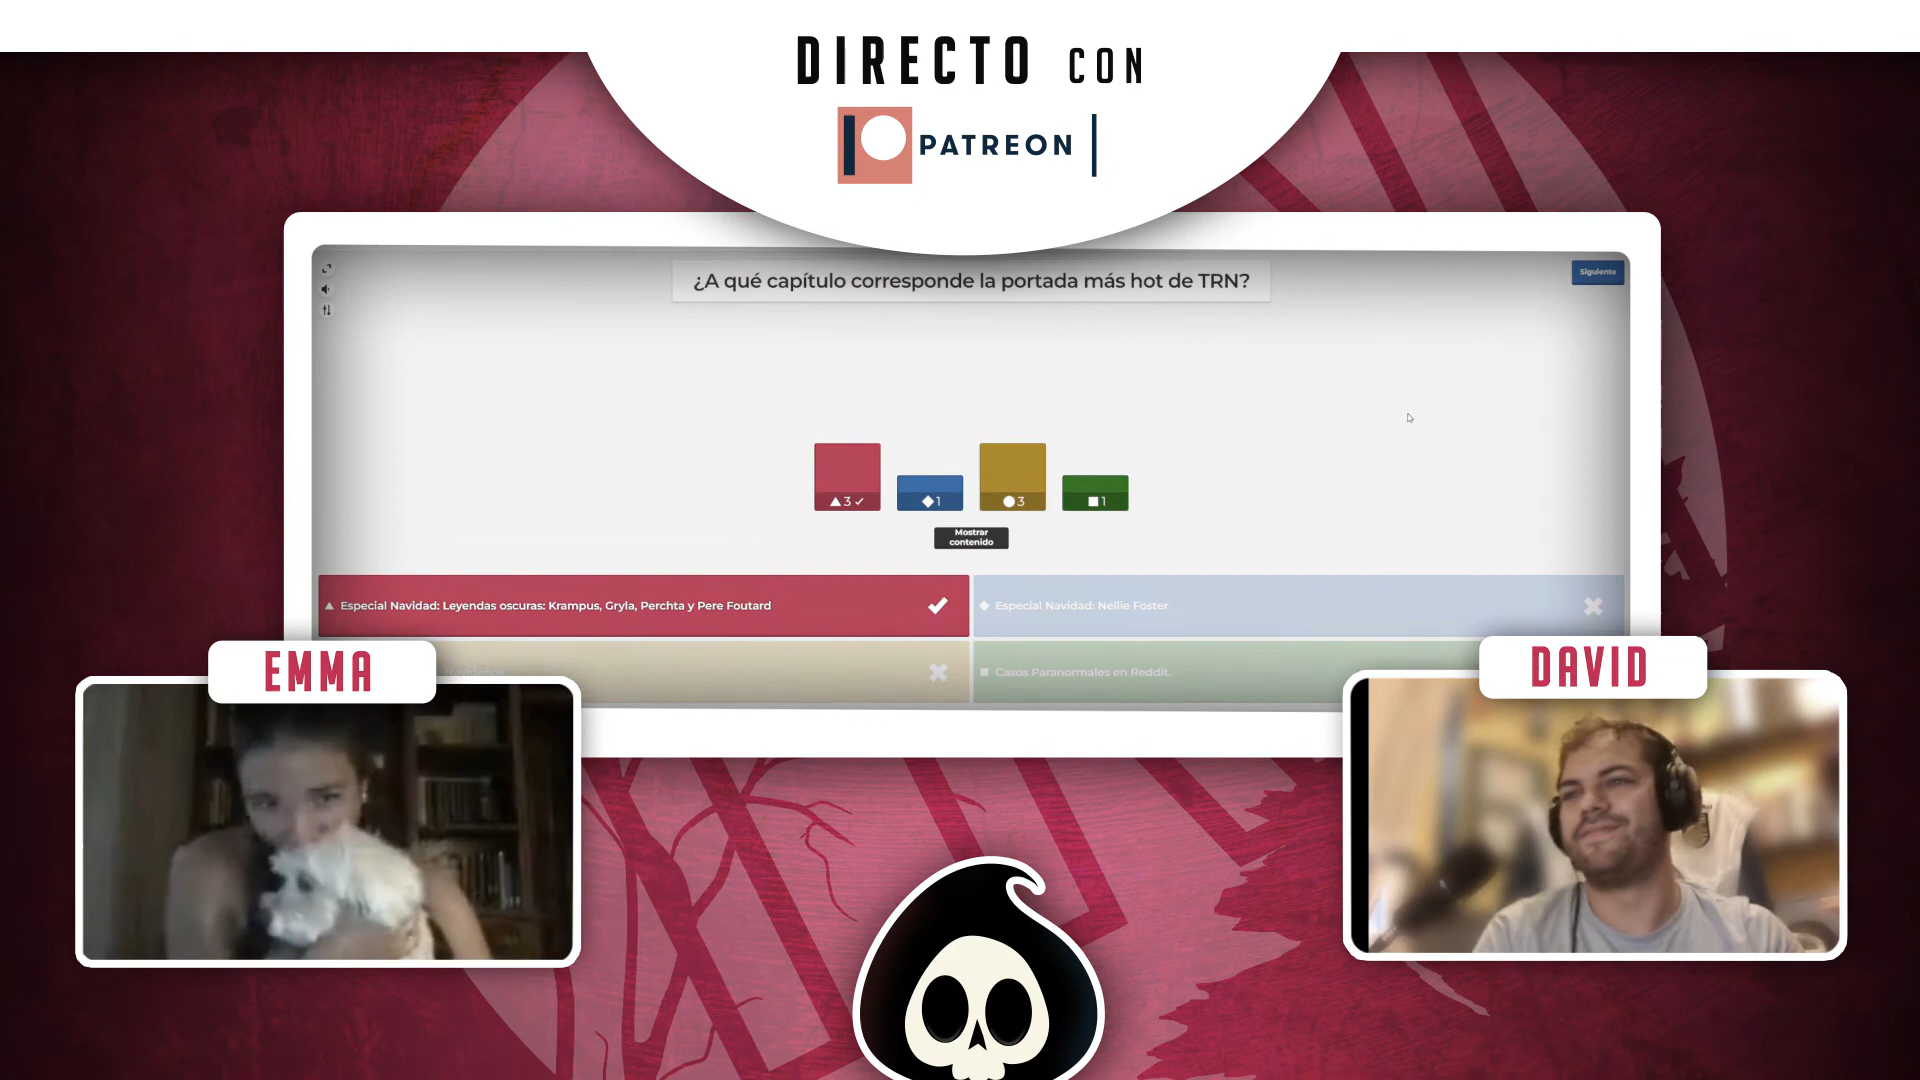 DIRECTO CON
PATREON
¿A qué capítulo corresponde la portada más hot de TRN?
Siguiente
3
1
3
1
Mostrar
contenido
Especial Navidad: Leyendas oscuras: Krampus, Gryla, Perchta y Pere Foutard
Especial Navidad: Nellie Foster
Casos Paranormales en Reddit.
EMMA
DAVID